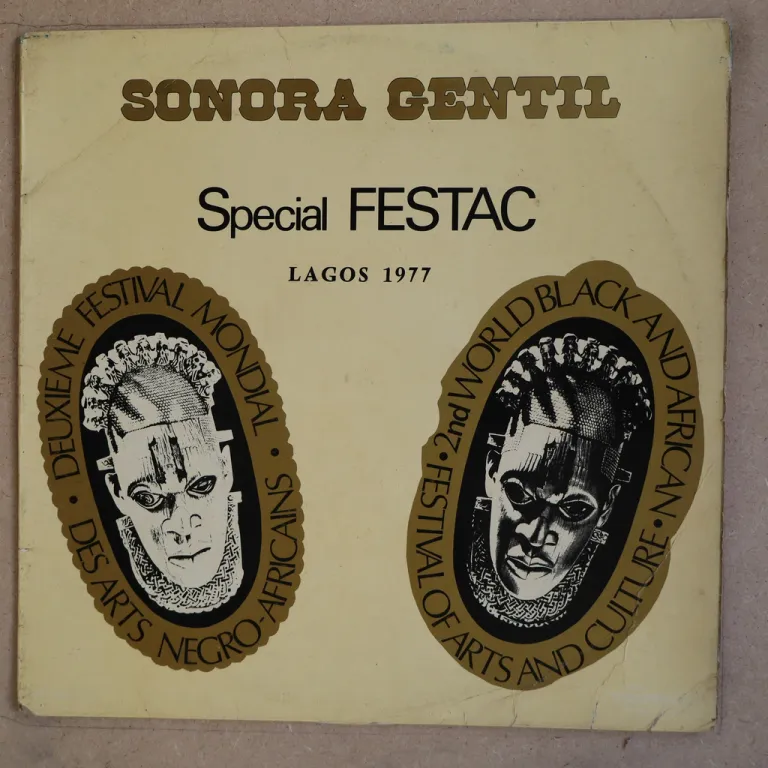 SONORA GENTIL
Special FESTAC
LAGOS 1977
DEUXIEME FESTIVAL MONDIAL •
DES ARTS NEGRO-AFRICAINS •
2nd WORLD BLACK AND AFRICAN •
FESTIVAL OF ARTS AND CULTURE •